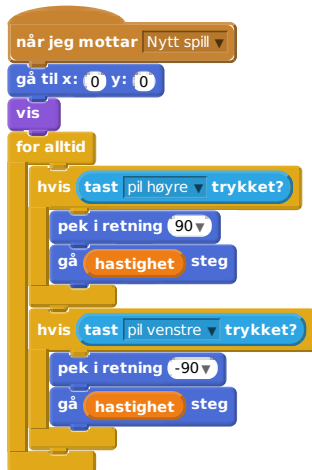 når jeg mottar Nytt spill
gå til x: 0 y: 0
vis
for alltid
hvis tast pil høyre trykket?
pek i retning 90
gå hastighet steg
hvis tast pil venstre trykket?
pek i retning -90
gå hastighet steg